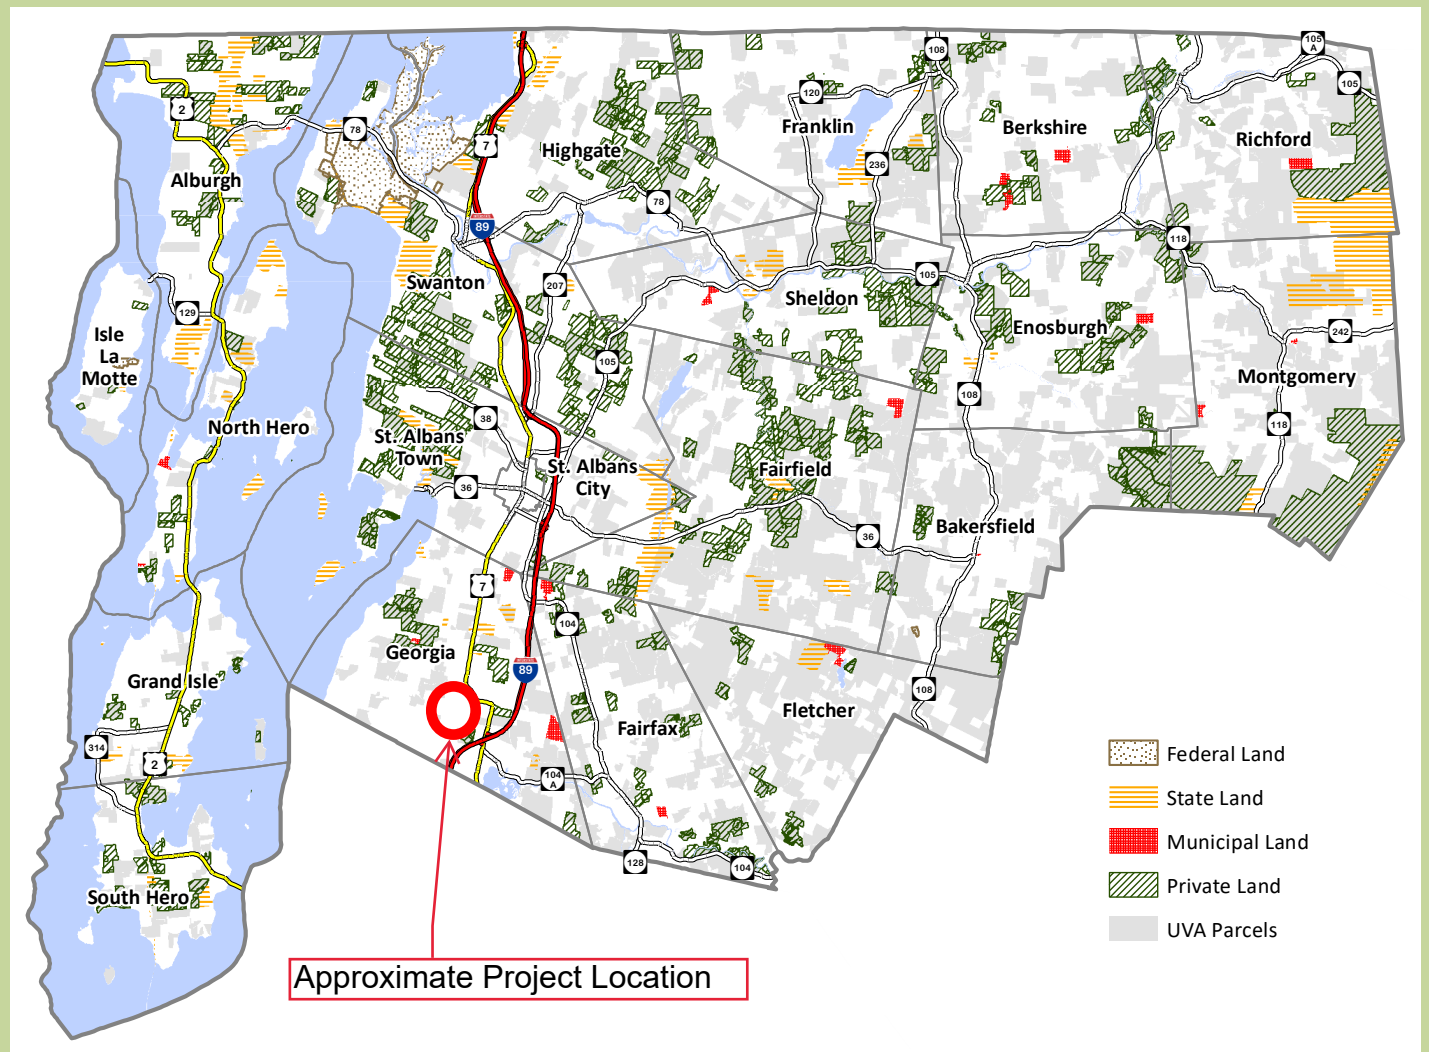 108
105
A
105
2
78
120
Franklin
Berkshire
Richford
7
Highgate
236
Alburgh
78
89
118
Swanton
207
105
Sheldon
129
Enosburgh
242
Isle
La
Motte
105
108
Montgomery
38
118
North Hero
St. Albans
Town
St. Albans
City
Fairfield
36
36
Bakersfield
7
104
Georgia
89
Grand Isle
108
Fletcher
Fairfax
314
2
104
A
128
104
South Hero
Federal Land
State Land
Municipal Land
Private Land
UVA Parcels
Approximate Project Location